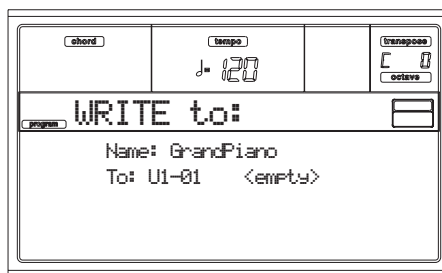 chord
tempo
transpose
♩= 120
C 0
octave
program
WRITE to:
Name: GrandPiano
To: U1-01 <empty>